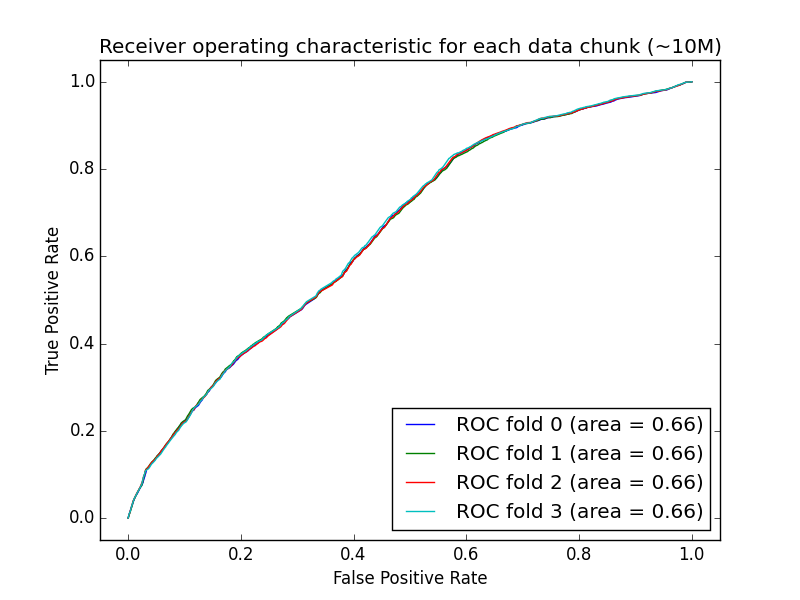 Receiver operating characteristic for each data chunk (~10M)
True Positive Rate
1.0
0.8
0.6
0.4
0.2
0.0
ROC fold 0 (area = 0.66)
ROC fold 1 (area = 0.66)
ROC fold 2 (area = 0.66)
ROC fold 3 (area = 0.66)
0.0 0.2 0.4 0.6 0.8 1.0
False Positive Rate